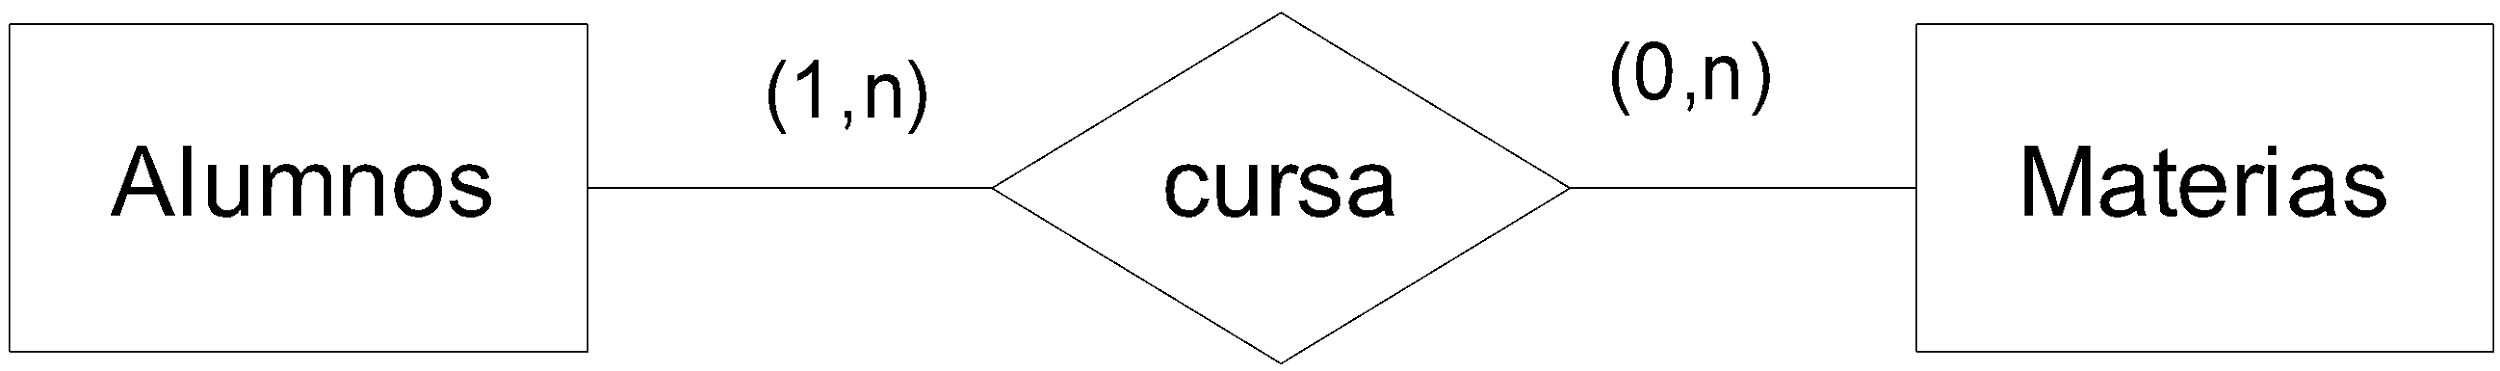 Alumnos
(1,n)
cursa
(0,n)
Materias